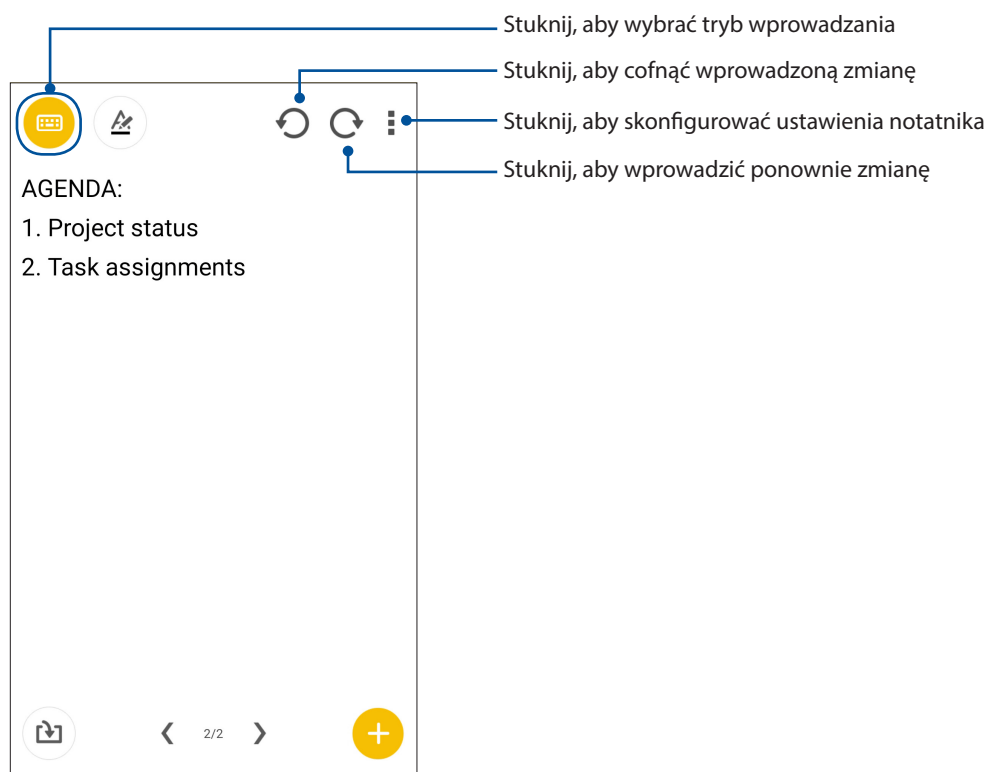 Stuknij, aby wybrać tryb wprowadzania
Stuknij, aby cofnąć wprowadzoną zmianę
Stuknij, aby skonfigurować ustawienia notatnika
Stuknij, aby wprowadzić ponownie zmianę
AGENDA:
1. Project status
2. Task assignments
2/2